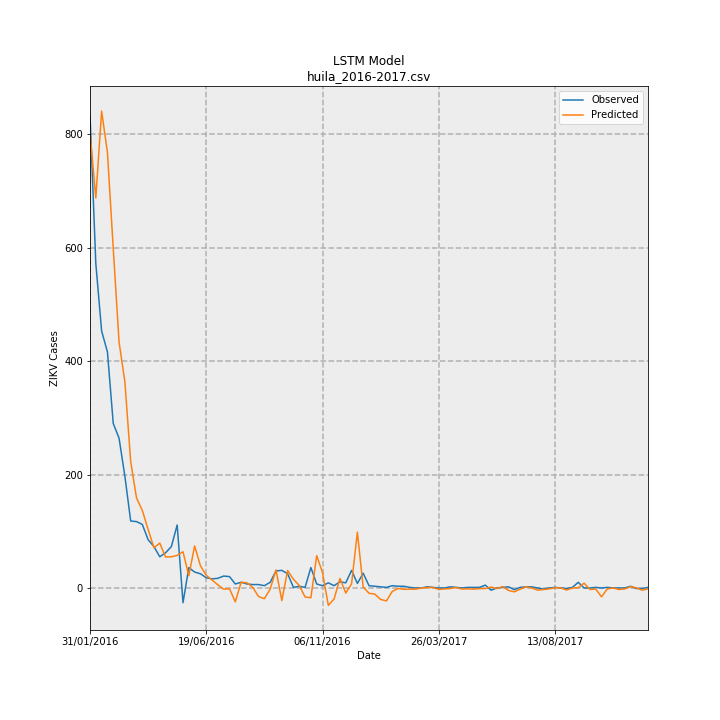 LSTM Model
huila_2016-2017.csv
Observed
Predicted
800
600
400
200
0
ZIKV Cases
31/01/2016
19/06/2016
06/11/2016
26/03/2017
13/08/2017
Date